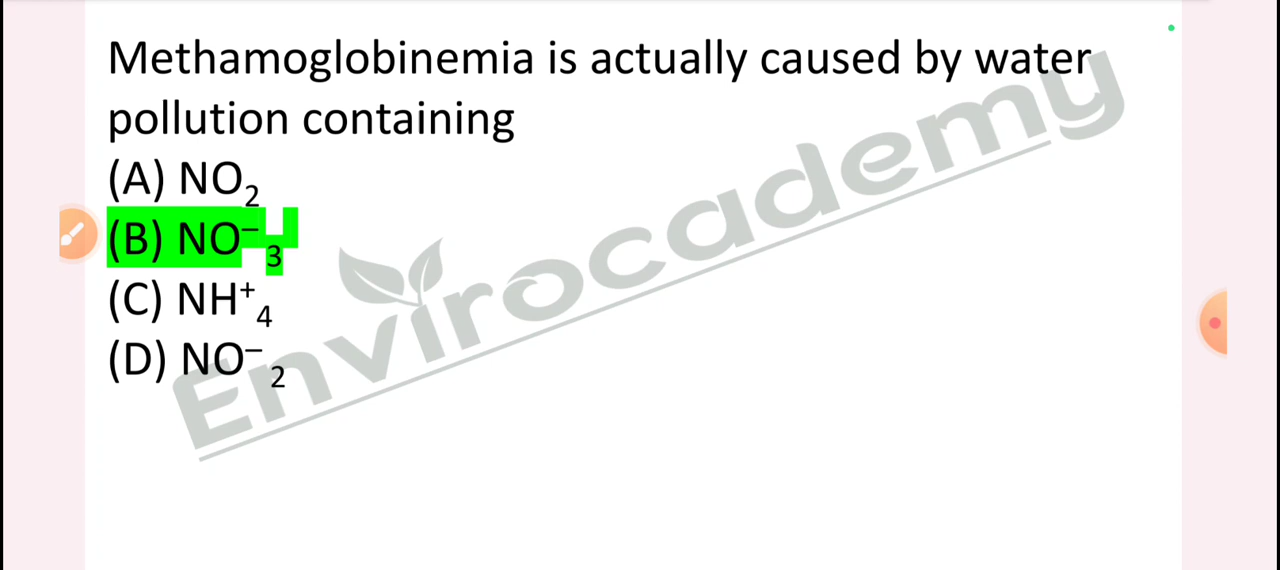 Methamoglobinemia is actually caused by water
pollution containing
(A) NO₂
(B) NO⁻₃
(C) NH⁺₄
(D) NO⁻₂
Envirocademy